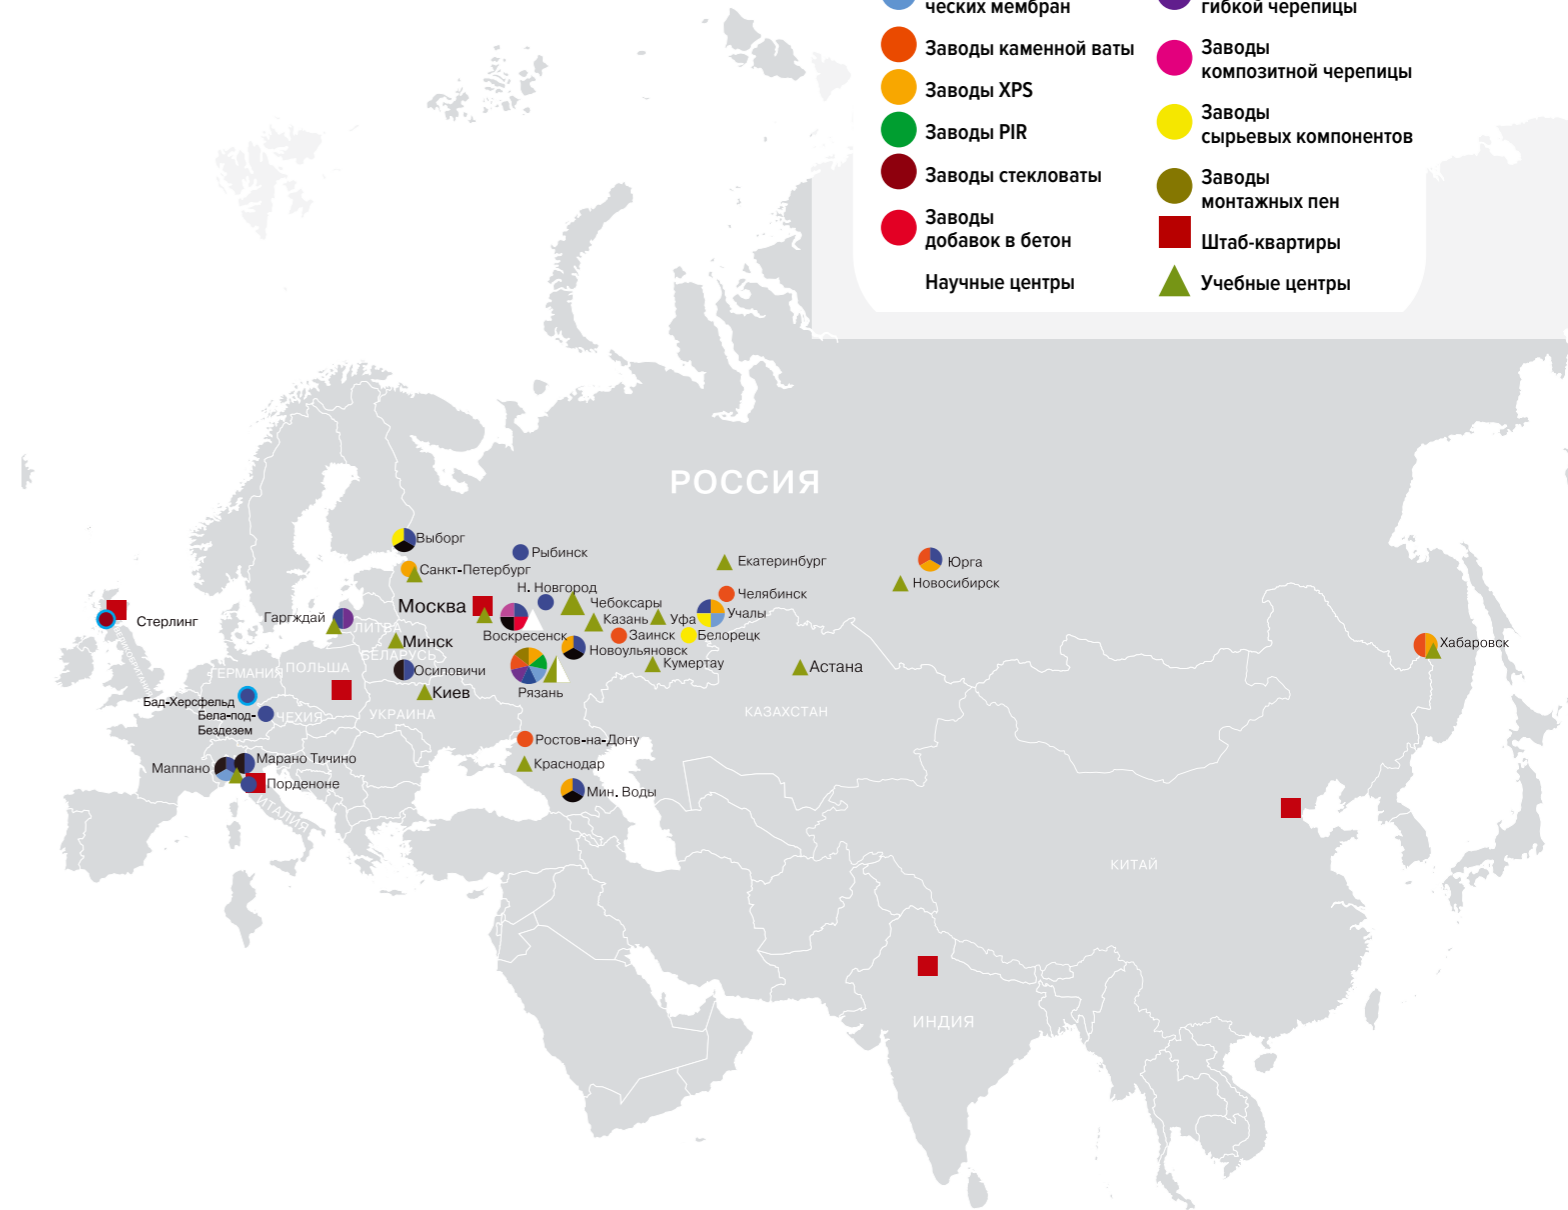 ческих мембран
Заводы каменной ваты
Заводы XPS
Заводы PIR
Заводы стекловаты
Заводы
добавок в бетон
Научные центры
гибкой черепицы
Заводы
композитной черепицы
Заводы
сырьевых компонентов
Заводы
монтажных пен
Штаб-квартиры
Учебные центры
РОССИЯ
Выборг
Рыбинск
Санкт-Петербург
Екатеринбург
Юрга
Новосибирск
Н. Новгород
Челябинск
Москва
Чебоксары
Учалы
Гаргждай
Стерлинг
Казань
Уфа
ЛИТВА
Воскресенск
Заинск
Белорецк
Минск
Новоульяновск
Хабаровск
БЕЛАРУСЬ
Кумертау
Астана
ГЕРМАНИЯ
ПОЛЬША
Осиповичи
Рязань
Киев
Бад-Херсфельд
Бела-под-
Бездезем
ЧЕХИЯ
УКРАИНА
КАЗАХСТАН
Ростов-на-Дону
Марано Тичино
Маппано
Краснодар
Порденоне
Мин. Воды
ИТАЛИЯ
КИТАЙ
ИНДИЯ